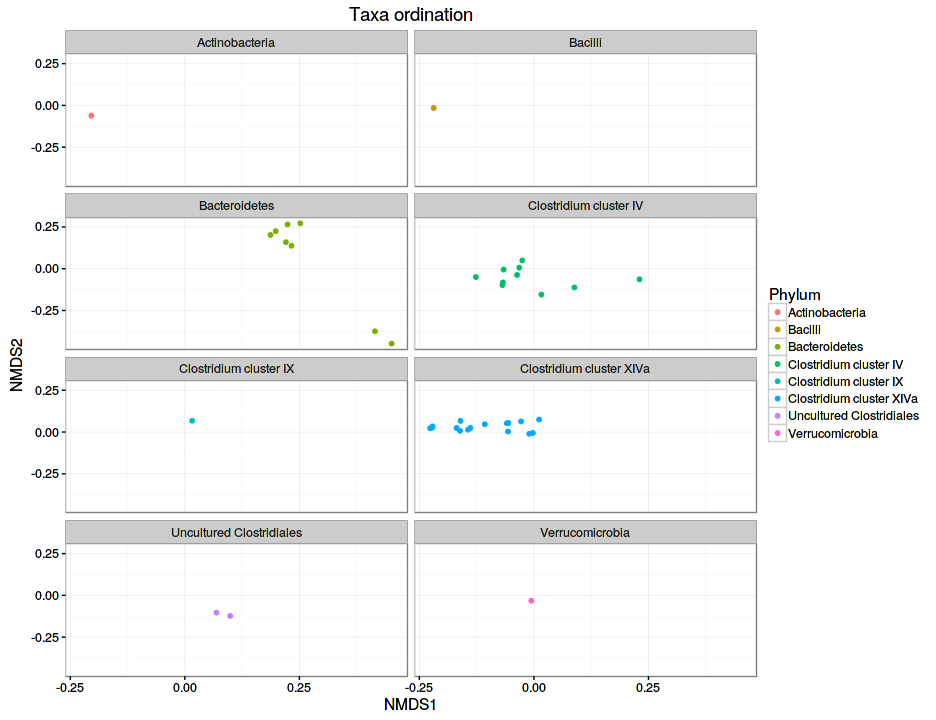 Taxa ordination
Actinobacteria
Bacilli
0.25
0.00
-0.25
Bacteroidetes
Clostridium cluster IV
0.25
0.00
-0.25
Clostridium cluster IX
Clostridium cluster XIVa
0.25
0.00
-0.25
Uncultured Clostridiales
Verrucomicrobia
0.25
0.00
-0.25
-0.25 0.00 0.25 -0.25 0.00 0.25
NMDS1
NMDS2
Phylum
Actinobacteria
Bacilli
Bacteroidetes
Clostridium cluster IV
Clostridium cluster IX
Clostridium cluster XIVa
Uncultured Clostridiales
Verrucomicrobia